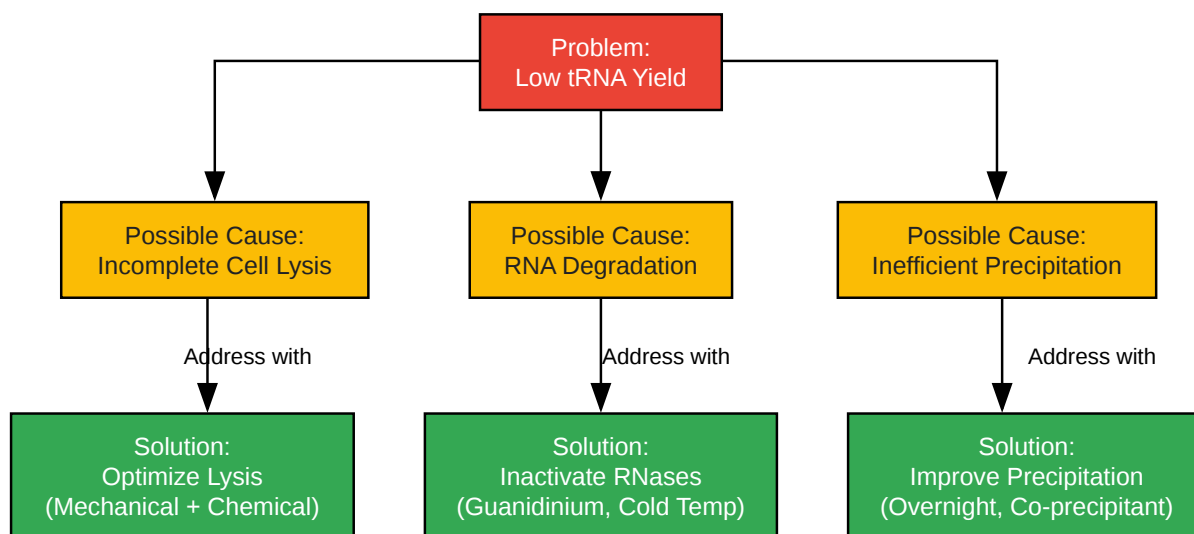 Problem:
Low tRNA Yield
Possible Cause:
Incomplete Cell Lysis
Possible Cause:
RNA Degradation
Possible Cause:
Inefficient Precipitation
Address with
Address with
Address with
Solution:
Optimize Lysis
(Mechanical + Chemical)
Solution:
Inactivate RNases
(Guanidinium, Cold Temp)
Solution:
Improve Precipitation
(Overnight, Co-precipitant)